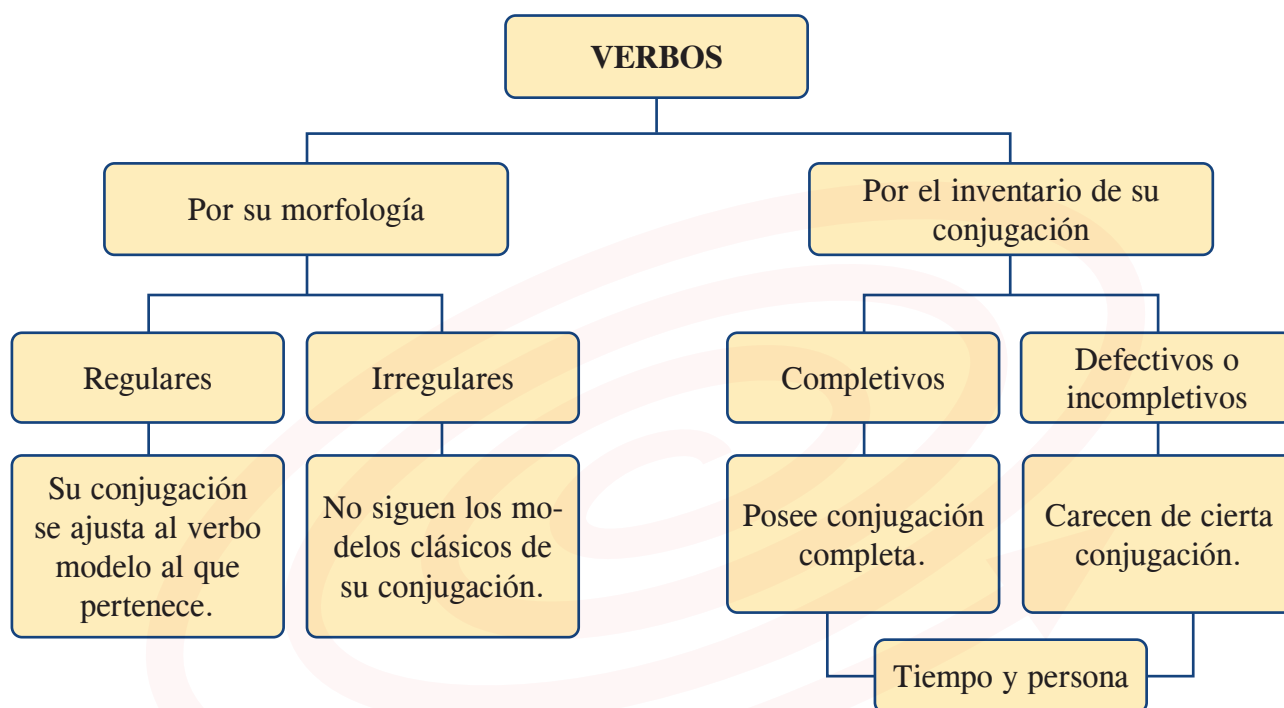 VERBOS
Por su morfología
Por el inventario de su
conjugación
Regulares
Irregulares
Completivos
Defectivos o
incompletivos
Su conjugación
se ajusta al verbo
modelo al que
pertenece.
No siguen los mo-
delos clásicos de
su conjugación.
Posee conjugación
completa.
Carecen de cierta
conjugación.
Tiempo y persona